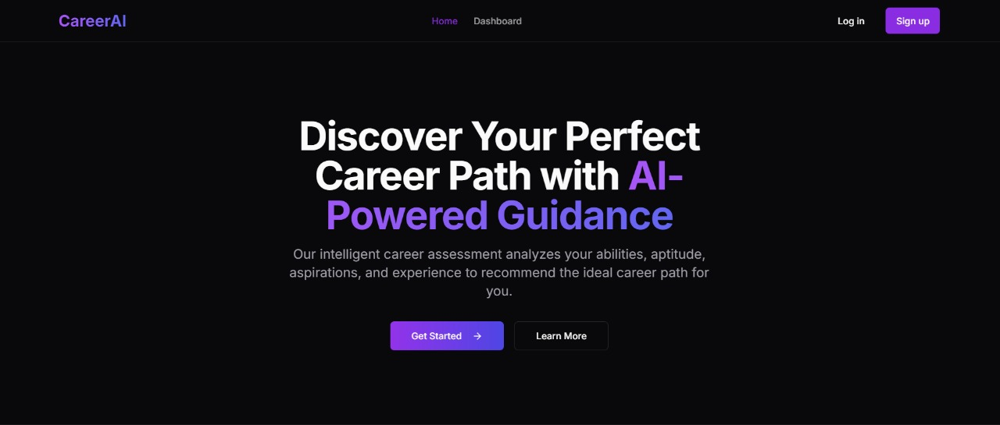 CareerAI
Home
Dashboard
Log in
Sign up
Discover Your Perfect
Career Path with AI-
Powered Guidance
Our intelligent career assessment analyzes your abilities, aptitude,
aspirations, and experience to recommend the ideal career path for
you.
Get Started →
Learn More